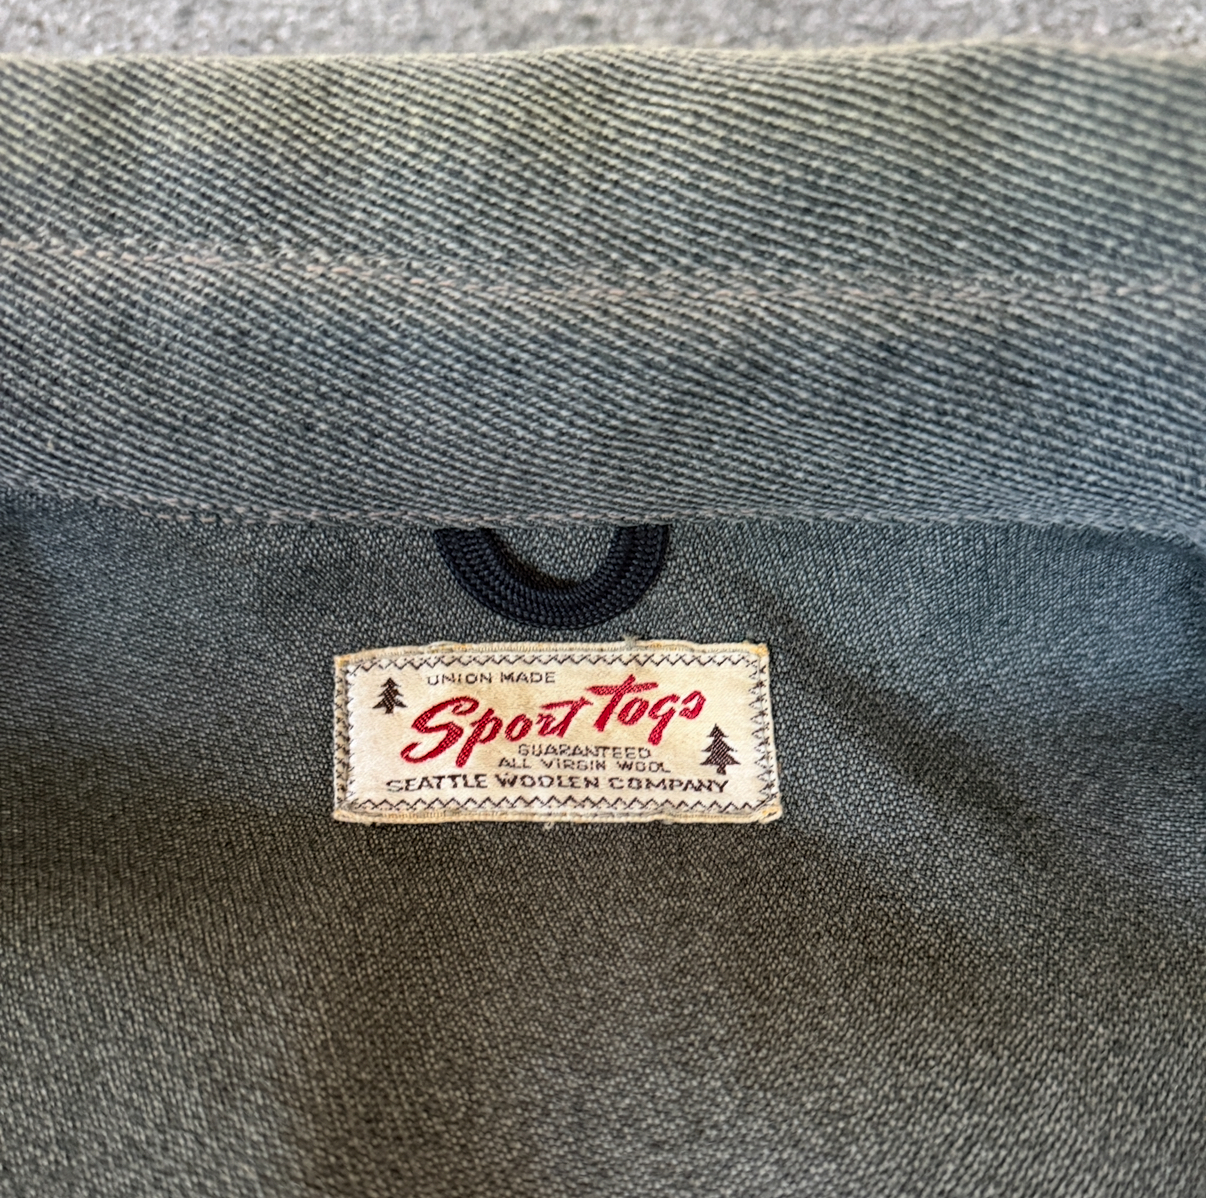 UNION MADE
Sport Togs
GUARANTEED
ALL VIRGIN WOOL
SEATTLE WOOLEN COMPANY